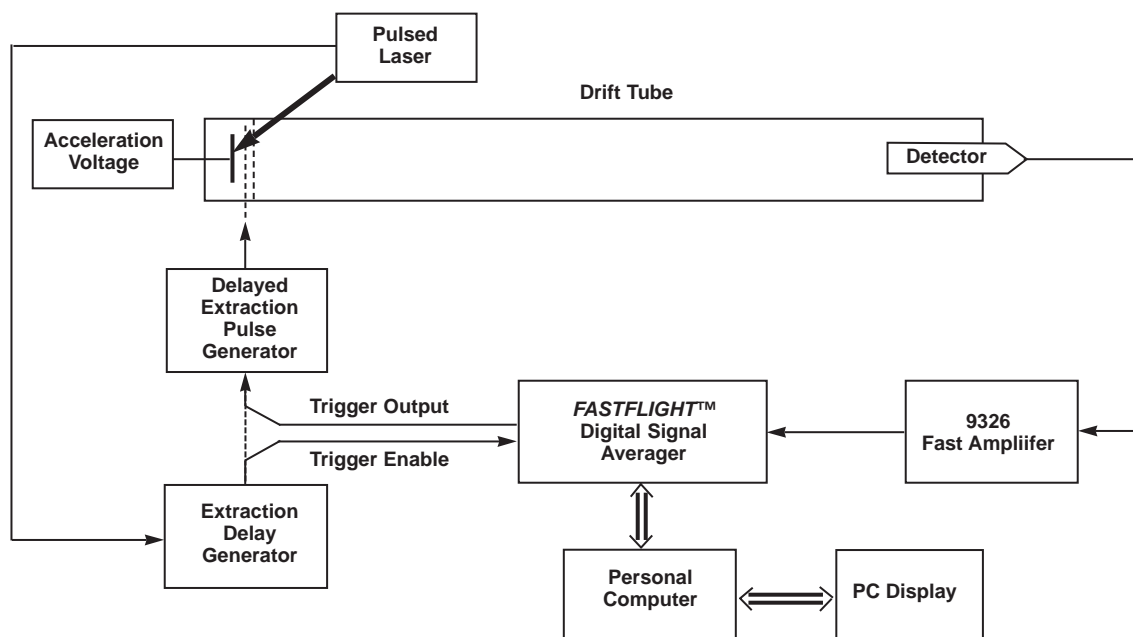 Pulsed
Laser
Drift Tube
Acceleration
Voltage
Detector
Delayed
Extraction
Pulse
Generator
Trigger Output
Trigger Enable
FASTFLIGHT™
Digital Signal
Averager
9326
Fast Ampliifer
Extraction
Delay
Generator
Personal
Computer
PC Display